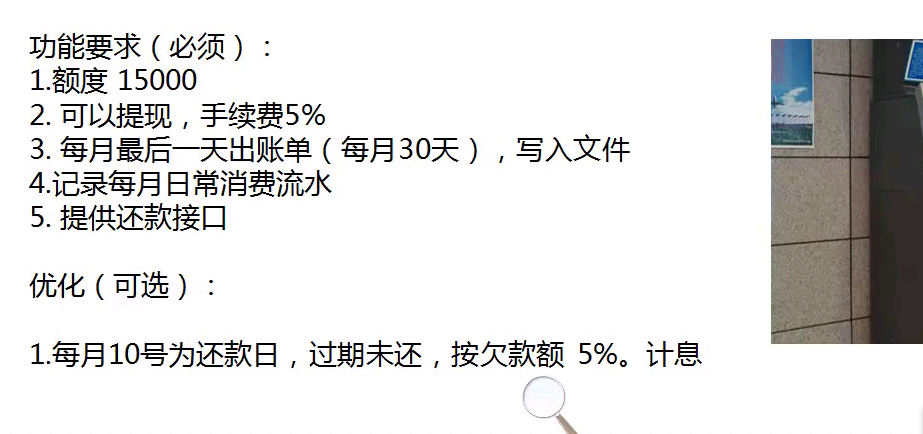 功能要求（必须）：
1.额度 15000
2. 可以提现，手续费5%
3. 每月最后一天出账单（每月30天），写入文件
4.记录每月日常消费流水
5. 提供还款接口
优化（可选）：
1.每月10号为还款日，过期未还，按欠款额 5%。计息